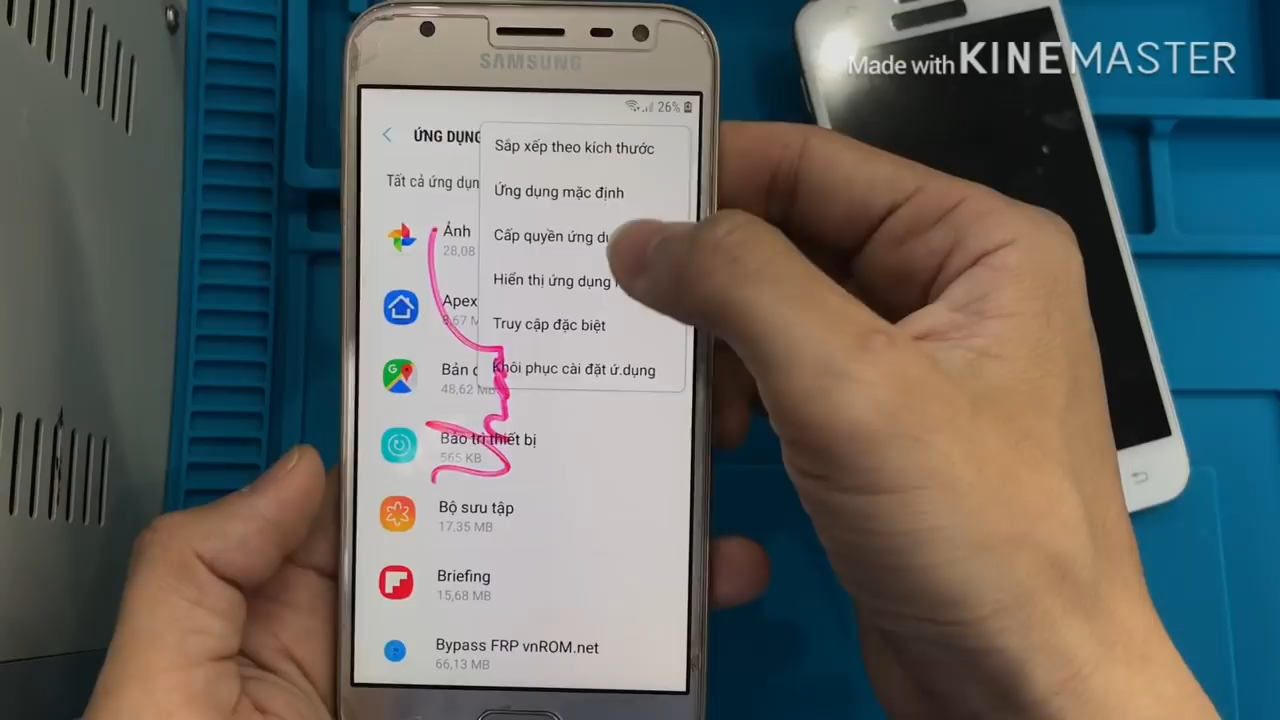 Made with KINEMASTER
SAMSUNG
26%
ỨNG DỤNG
Tất cả ứng dụn
Sắp xếp theo kích thước
Ứng dụng mặc định
Cấp quyền ứng dụ
Hiển thị ứng dụng
Truy cập đặc biệt
Khôi phục cài đặt ứ.dụng
Ảnh
28,08
Apex
8,67 M
Bản
48,62 MB
Bảo trì thiết bị
565 KB
Bộ sưu tập
17,35 MB
Briefing
15,68 MB
Bypass FRP vnROM.net
66,13 MB